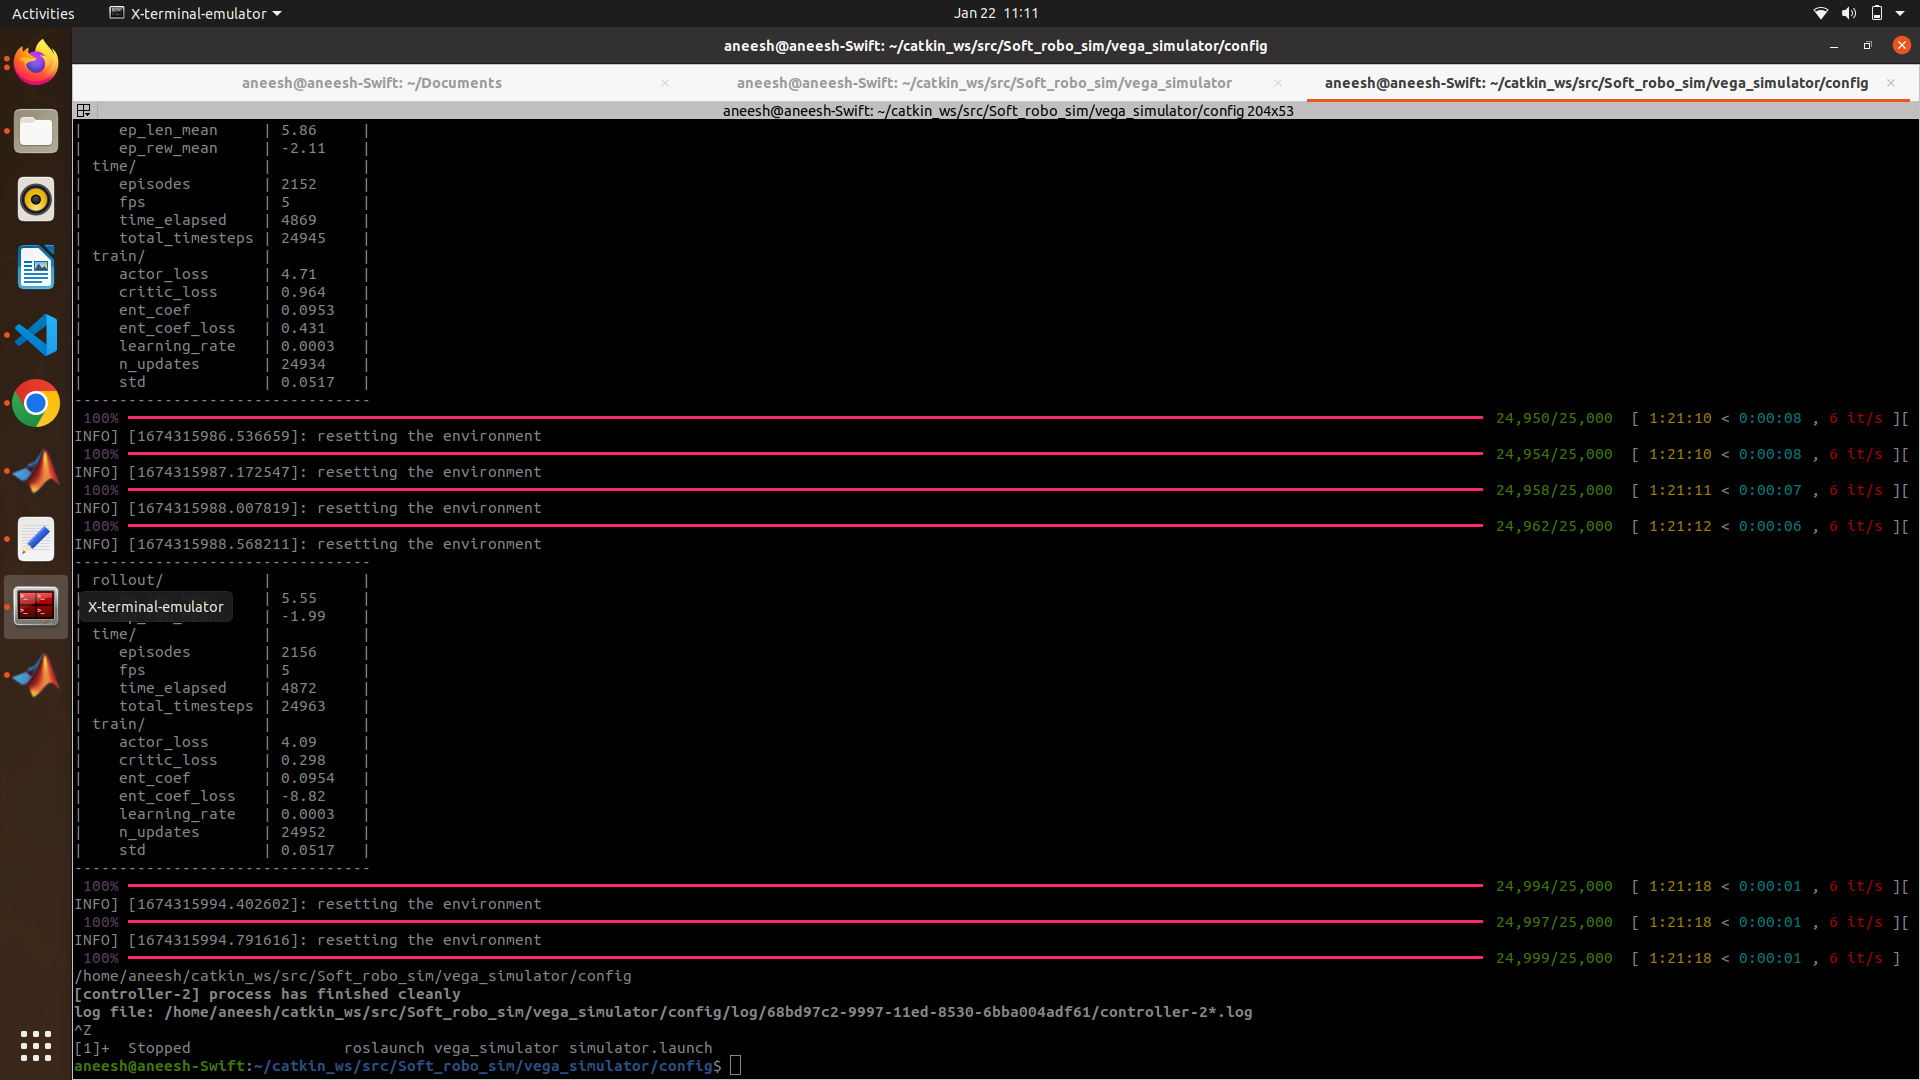 Activities X-terminal-emulator Jan 22 11:11
aneesh@aneesh-Swift: ~/catkin_ws/src/Soft_robo_sim/vega_simulator/config
aneesh@aneesh-Swift: ~/Documents × aneesh@aneesh-Swift: ~/catkin_ws/src/Soft_robo_sim/vega_simulator × aneesh@aneesh-Swift: ~/catkin_ws/src/Soft_robo_sim/vega_simulator/config ×
aneesh@aneesh-Swift: ~/catkin_ws/src/Soft_robo_sim/vega_simulator/config 204x53
| ep_len_mean | 5.86 |
| ep_rew_mean | -2.11 |
| time/ | |
| episodes | 2152 |
| fps | 5 |
| time_elapsed | 4869 |
| total_timesteps | 24945 |
| train/ | |
| actor_loss | 4.71 |
| critic_loss | 0.964 |
| ent_coef | 0.0953 |
| ent_coef_loss | 0.431 |
| learning_rate | 0.0003 |
| n_updates | 24934 |
| std | 0.0517 |
---------------------------------
100% 24,950/25,000 [ 1:21:10 < 0:00:08 , 6 it/s ][
INFO] [1674315986.536659]: resetting the environment
100% 24,954/25,000 [ 1:21:10 < 0:00:08 , 6 it/s ][
INFO] [1674315987.172547]: resetting the environment
100% 24,958/25,000 [ 1:21:11 < 0:00:07 , 6 it/s ][
INFO] [1674315988.007819]: resetting the environment
100% 24,962/25,000 [ 1:21:12 < 0:00:06 , 6 it/s ][
INFO] [1674315988.568211]: resetting the environment
---------------------------------
| rollout/ | |
| 5.55 |
X-terminal-emulator
| -1.99 |
| time/ | |
| episodes | 2156 |
| fps | 5 |
| time_elapsed | 4872 |
| total_timesteps | 24963 |
| train/ | |
| actor_loss | 4.09 |
| critic_loss | 0.298 |
| ent_coef | 0.0954 |
| ent_coef_loss | -8.82 |
| learning_rate | 0.0003 |
| n_updates | 24952 |
| std | 0.0517 |
---------------------------------
100% 24,994/25,000 [ 1:21:18 < 0:00:01 , 6 it/s ][
INFO] [1674315994.402602]: resetting the environment
100% 24,997/25,000 [ 1:21:18 < 0:00:01 , 6 it/s ][
INFO] [1674315994.791616]: resetting the environment
100% 24,999/25,000 [ 1:21:18 < 0:00:01 , 6 it/s ]
/home/aneesh/catkin_ws/src/Soft_robo_sim/vega_simulator/config
[controller-2] process has finished cleanly
log file: /home/aneesh/catkin_ws/src/Soft_robo_sim/vega_simulator/config/log/68bd97c2-9997-11ed-8530-6bba004adf61/controller-2*.log
^Z
[1]+ Stopped roslaunch vega_simulator simulator.launch
aneesh@aneesh-Swift:~/catkin_ws/src/Soft_robo_sim/vega_simulator/config$